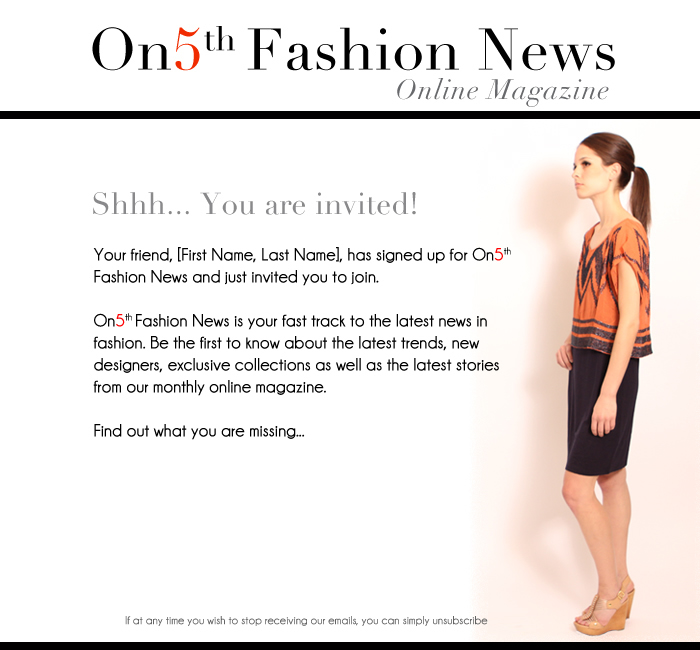 On5th Fashion News
Online Magazine
Shhh... You are invited!
Your friend, [First Name, Last Name], has signed up for On5th
Fashion News and just invited you to join.
On5th Fashion News is your fast track to the latest news in
fashion. Be the first to know about the latest trends, new
designers, exclusive collections as well as the latest stories
from our monthly online magazine.
Find out what you are missing...
If at any time you wish to stop receiving our emails, you can simply unsubscribe